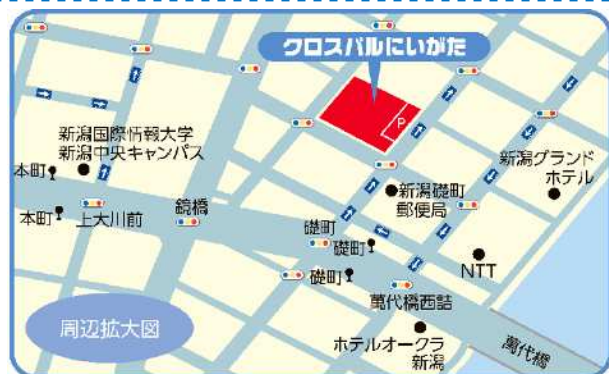 クロスパルにいがた
P
新潟国際情報大学
新潟中央キャンパス
本町
本町
上大川前
鏡橋
新潟礎町
郵便局
新潟グランド
ホテル
礎町
礎町
礎町
NTT
萬代橋西詰
ホテルオークラ
新潟
萬代橋
周辺拡大図